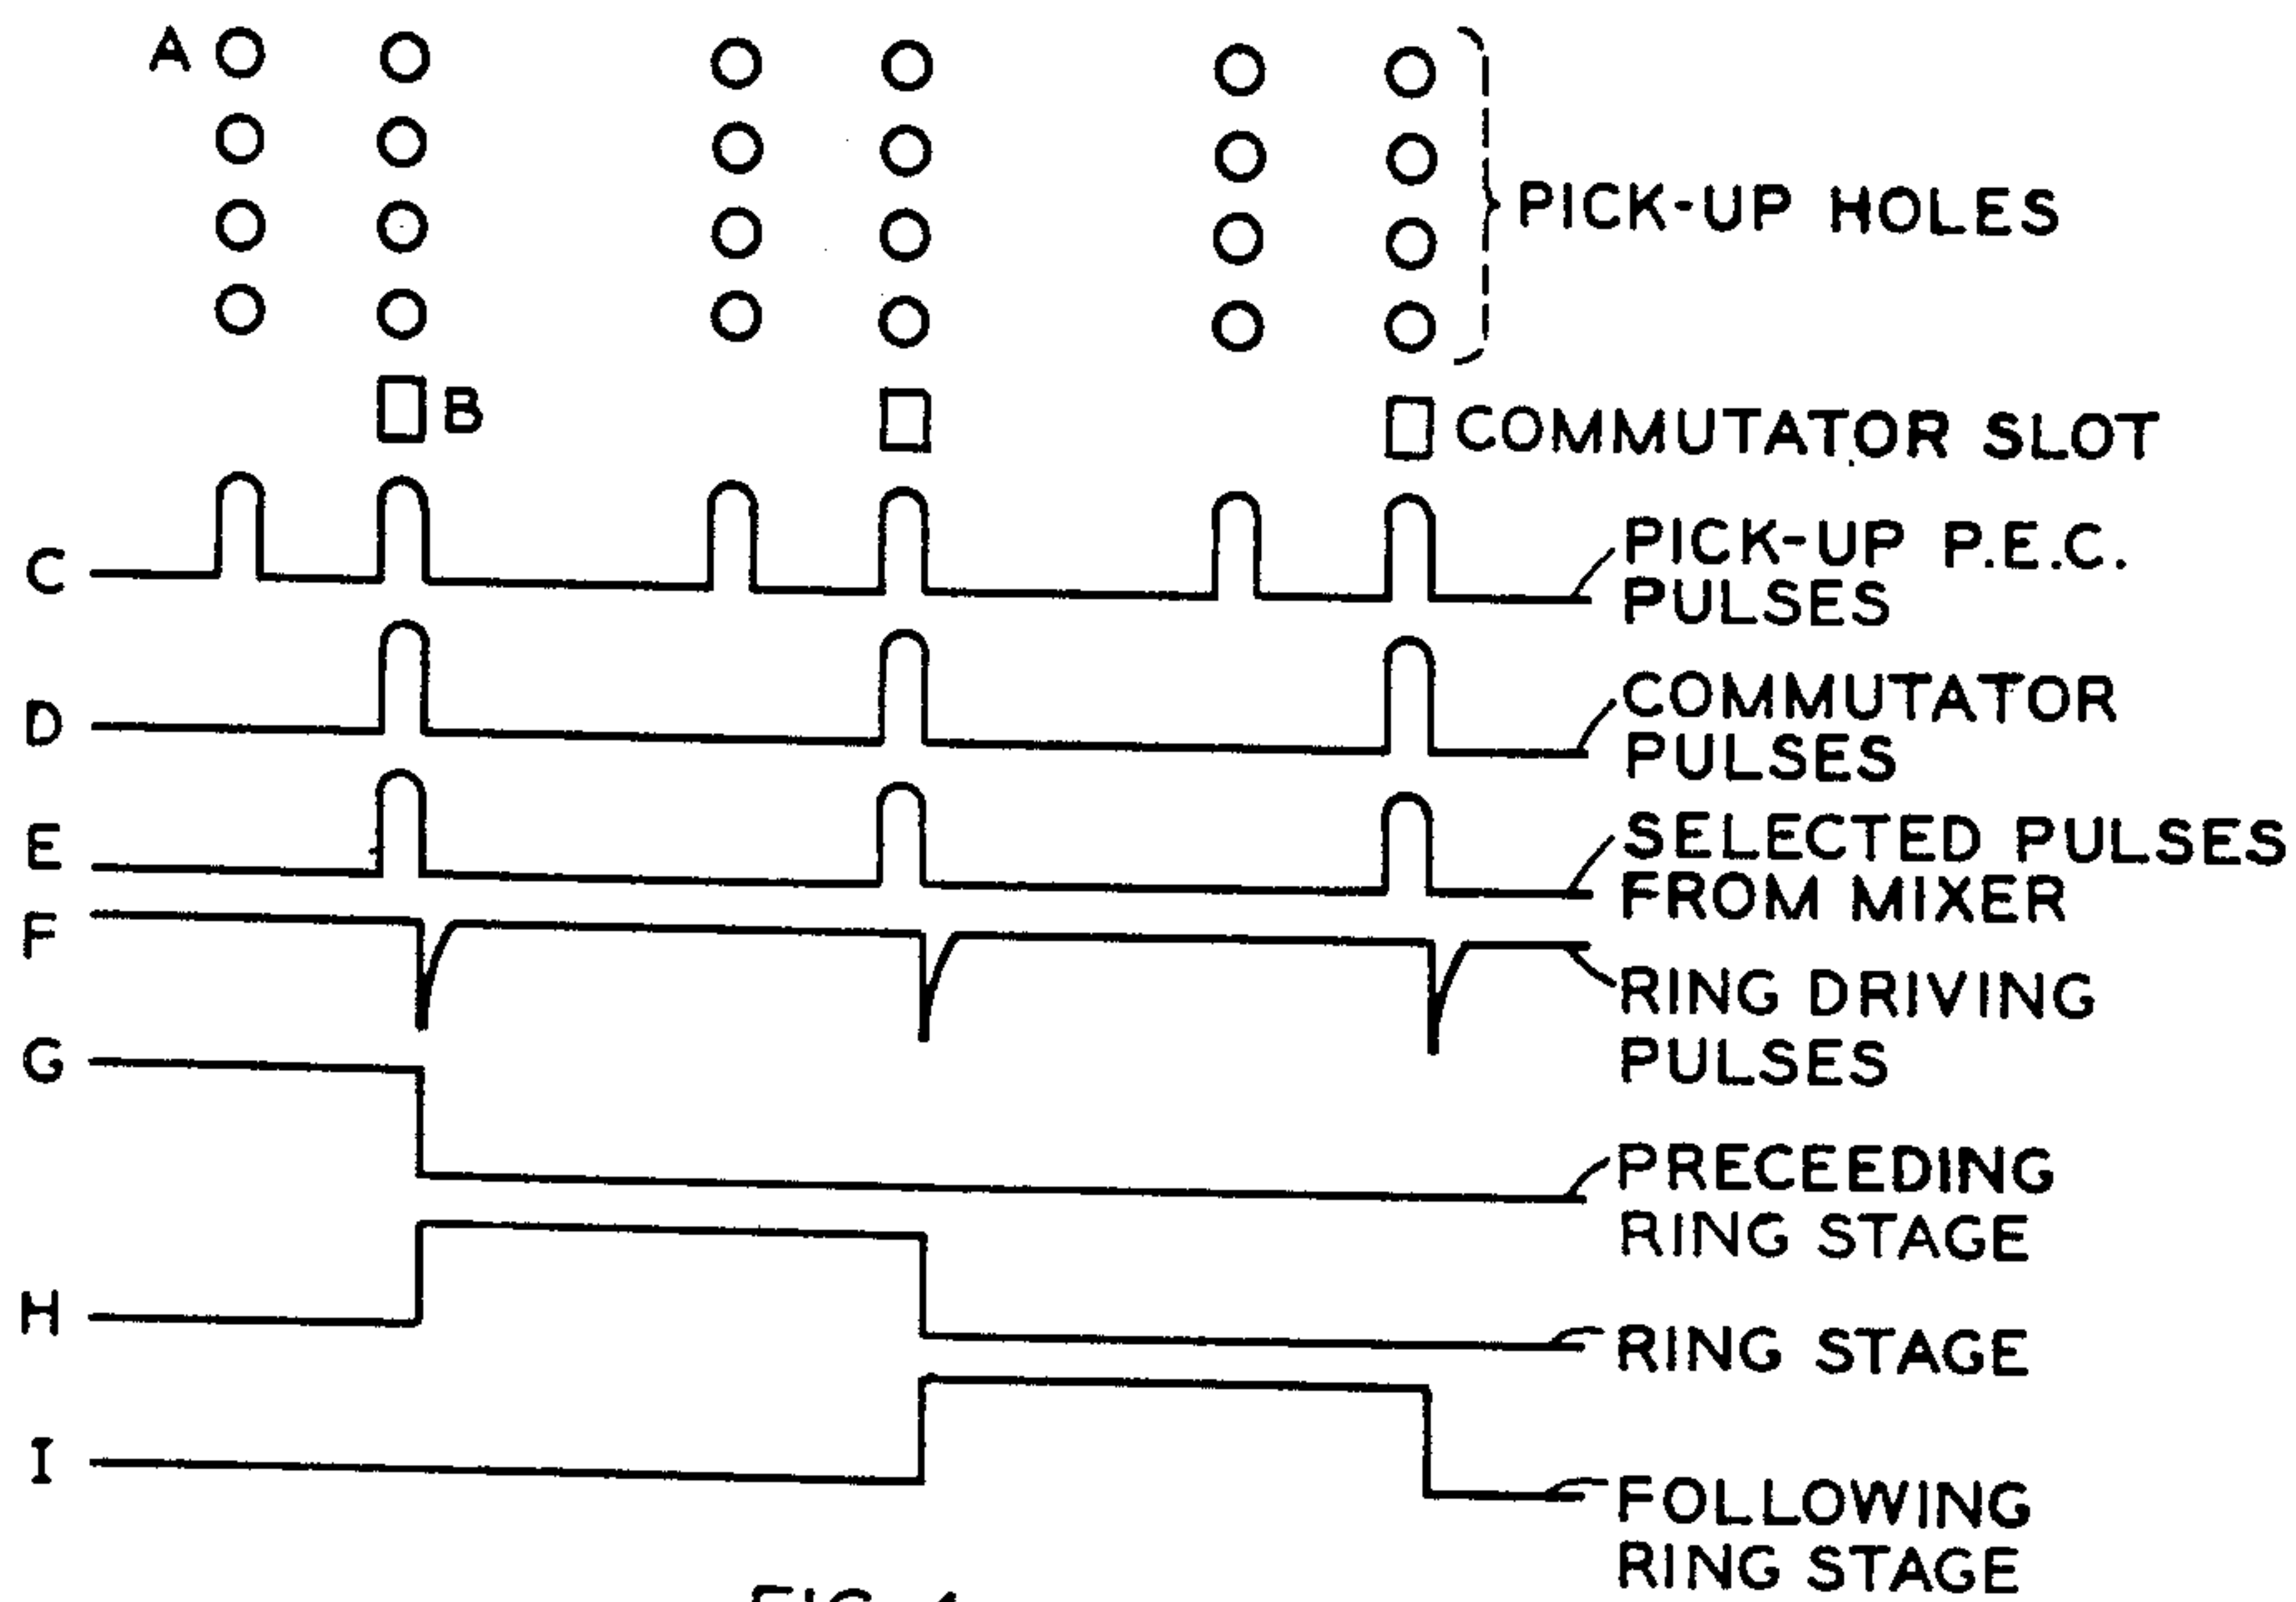 A
PICK-UP HOLES
B
COMMUTATOR SLOT
C
PICK-UP P.E.C.
PULSES
D
COMMUTATOR
PULSES
E
SELECTED PULSES
FROM MIXER
F
RING DRIVING
PULSES
G
PRECEEDING
RING STAGE
H
RING STAGE
I
FOLLOWING
RING STAGE